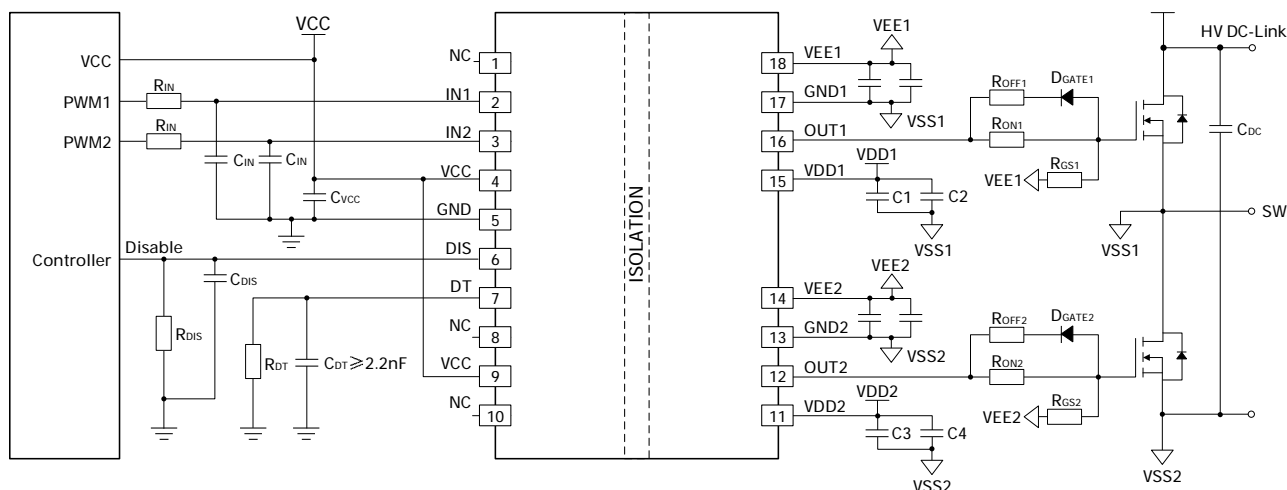 VCC
VCC
PWM1
PWM2
Controller
Disable
RIN
RIN
CIN
CIN
CVCC
CDIS
RDIS
RDT
CDT⩾2.2nF
NC
1
IN1
2
IN2
3
VCC
4
GND
5
DIS
6
DT
7
NC
8
VCC
9
NC
10
ISOLATION
18
VEE1
17
GND1
16
OUT1
15
VDD1
14
VEE2
13
GND2
12
OUT2
11
VDD2
VEE1
VSS1
VDD1
C1
C2
VSS1
ROFF1
DGATE1
RON1
RGS1
VEE1
VSS1
HV DC-Link
CDC
SW
VEE2
VSS2
VDD2
C3
C4
VSS2
ROFF2
DGATE2
RON2
RGS2
VEE2
VSS2